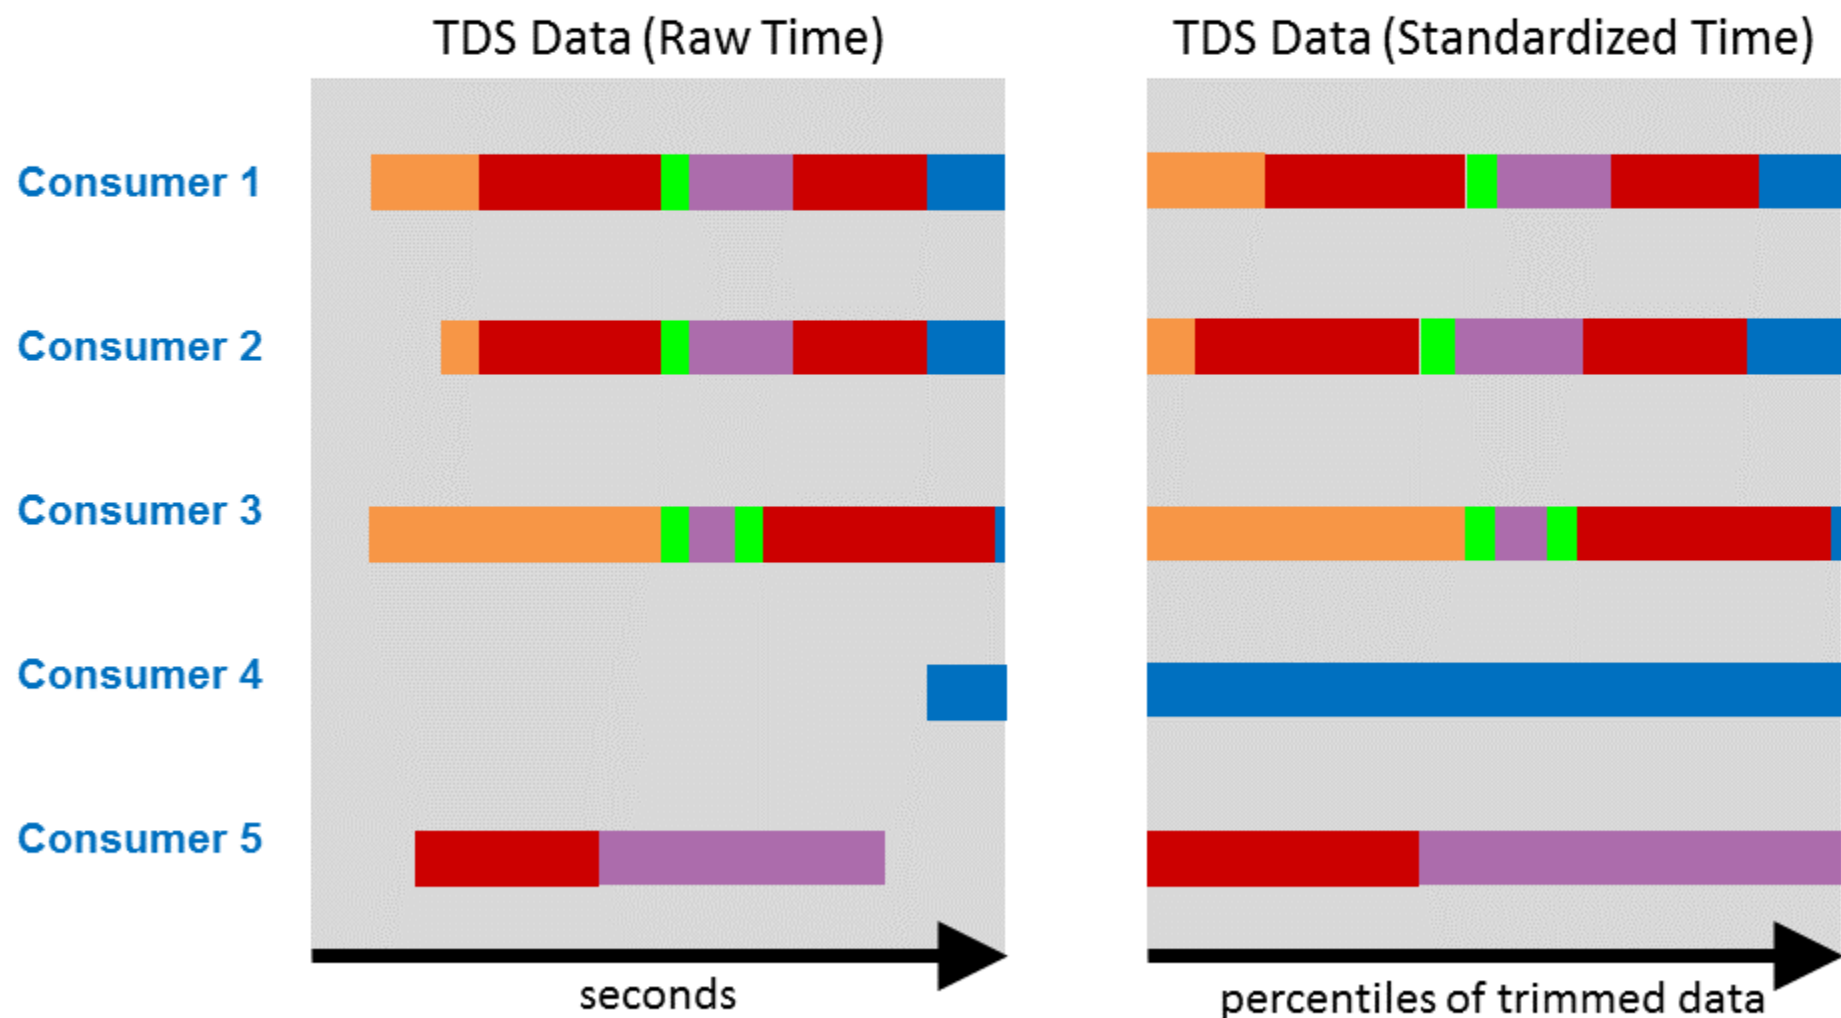 TDS Data (Raw Time)
TDS Data (Standardized Time)
Consumer 1
Consumer 2
Consumer 3
Consumer 4
Consumer 5
seconds
percentiles of trimmed data